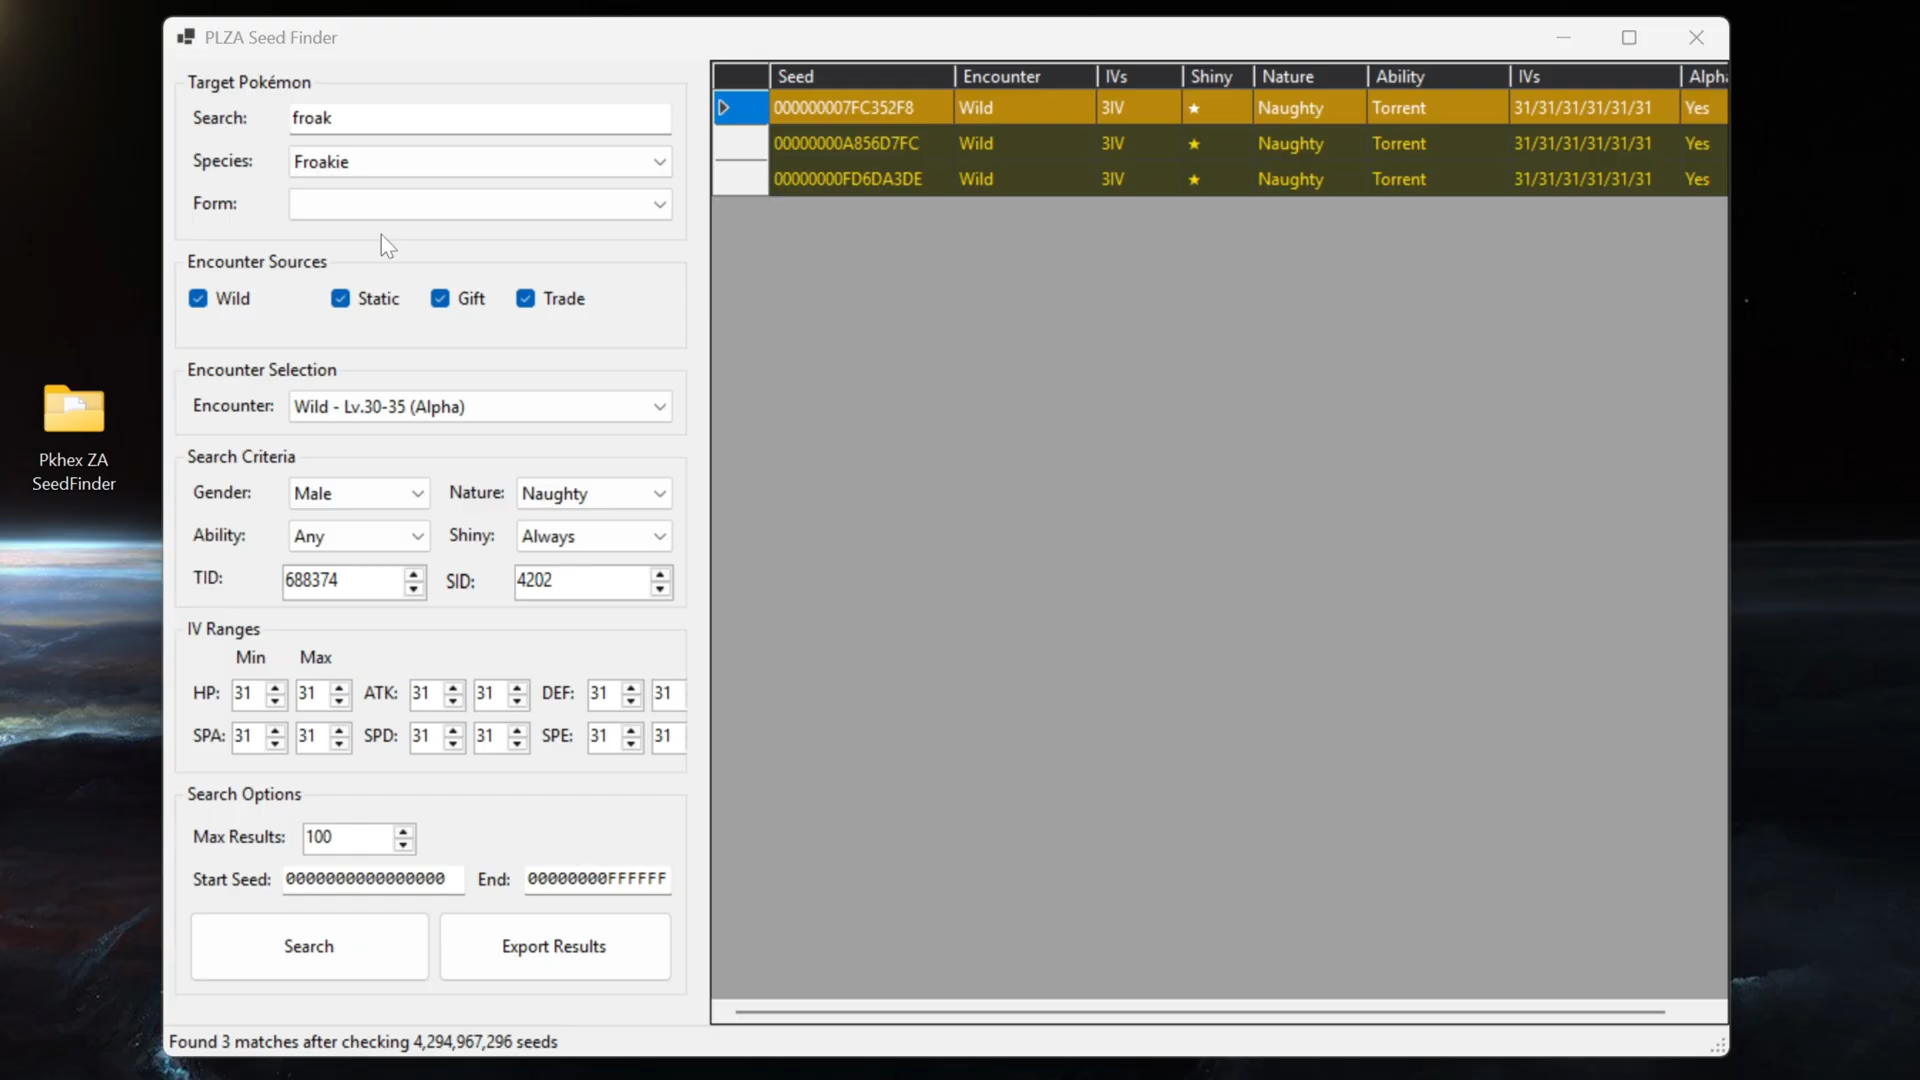 PLZA Seed Finder
Target Pokémon
Search: froak
Species: Froakie
Form:
Encounter Sources
Wild Static Gift Trade
Encounter Selection
Encounter: Wild - Lv.30-35 (Alpha)
Search Criteria
Gender: Male Nature: Naughty
Ability: Any Shiny: Always
TID: 688374 SID: 4202
IV Ranges
Min Max
HP: 31 31 ATK: 31 31 DEF: 31 31
SPA: 31 31 SPD: 31 31 SPE: 31 31
Search Options
Max Results: 100
Start Seed: 0000000000000000 End: 00000000FFFFFF
Search Export Results
Found 3 matches after checking 4,294,967,296 seeds
Seed Encounter IVs Shiny Nature Ability IVs Alpha
000000007FC352F8 Wild 3IV ★ Naughty Torrent 31/31/31/31/31/31 Yes
00000000A856D7FC Wild 3IV ★ Naughty Torrent 31/31/31/31/31/31 Yes
00000000FD6DA3DE Wild 3IV ★ Naughty Torrent 31/31/31/31/31/31 Yes
Pkhex ZA
SeedFinder